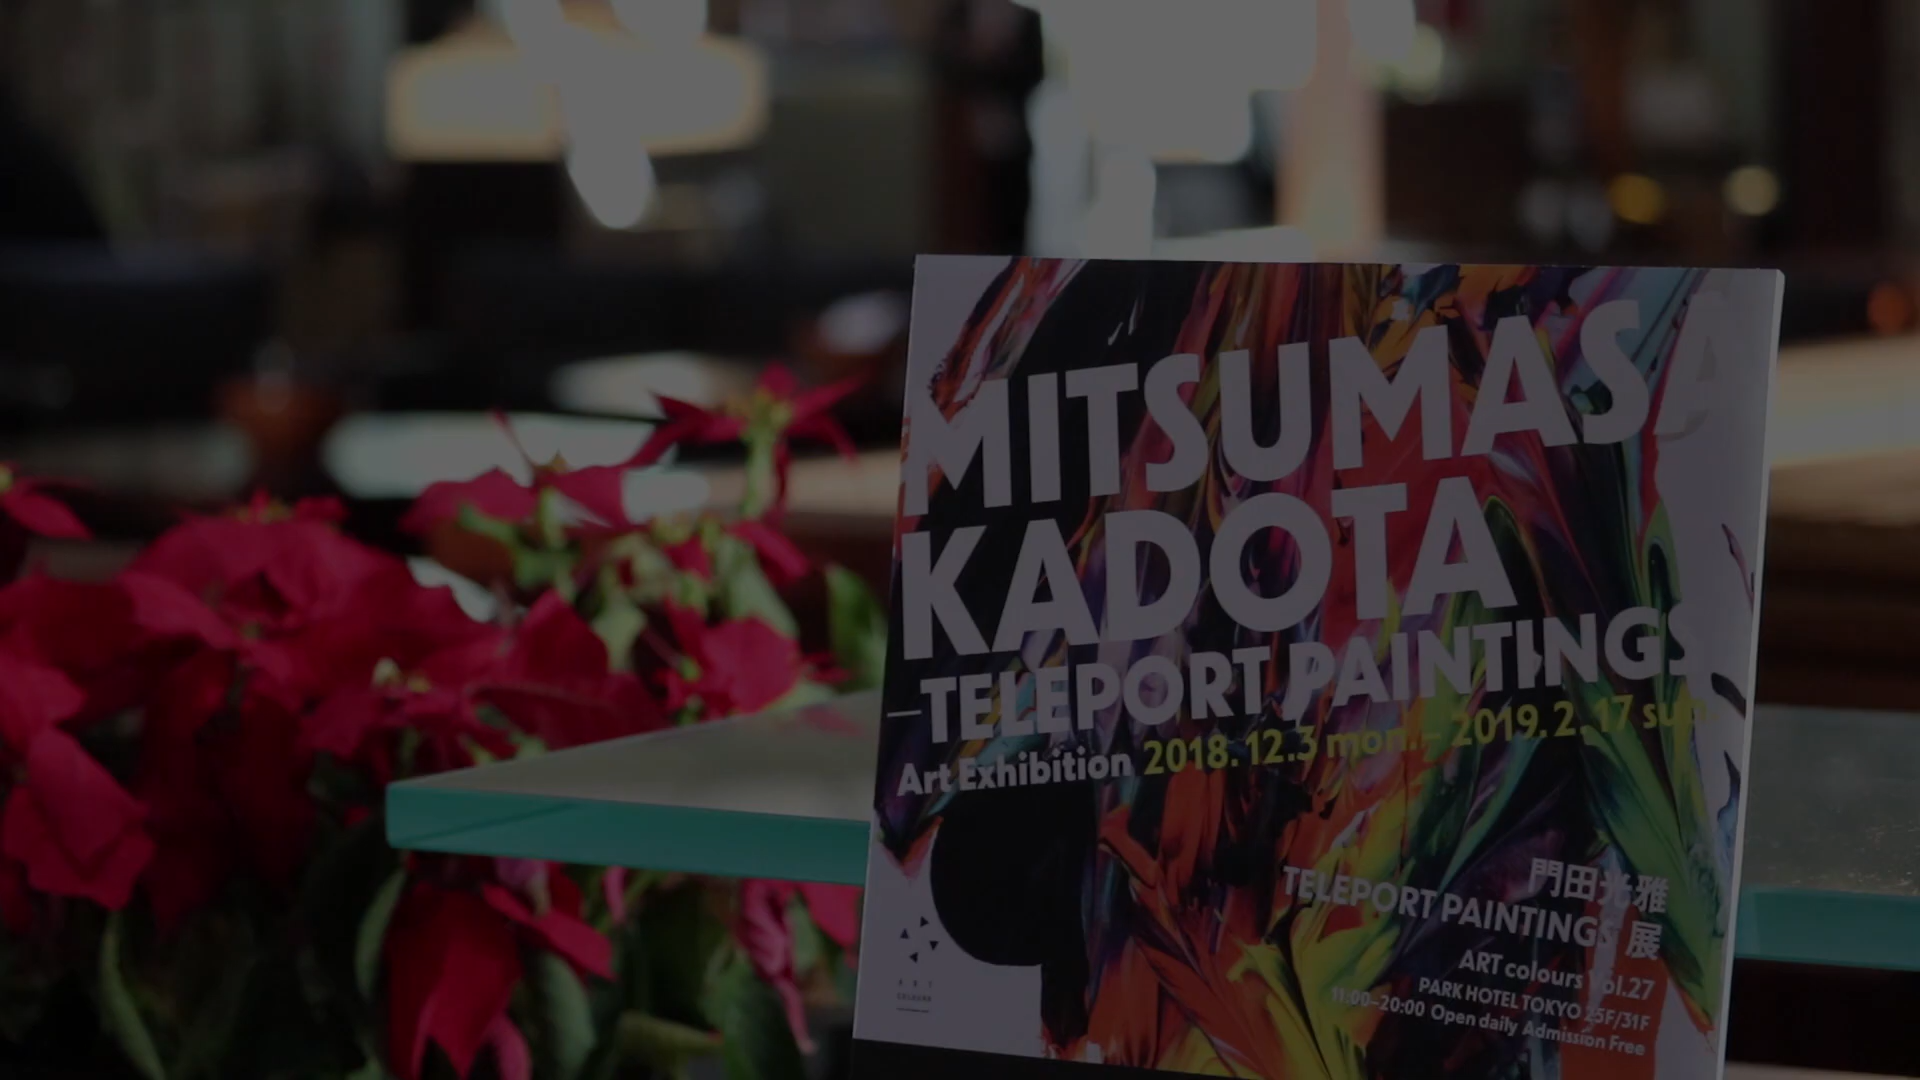 MITSUMASA
KADOTA
–TELEPORT PAINTINGS
Art Exhibition 2018.12.3 mon.– 2019.2.17 sun.
門田光雅
TELEPORT PAINTINGS 展
ART colours Vol.27
PARK HOTEL TOKYO 25F/31F
11:00–20:00 Open daily Admission Free
ART
COLOURS